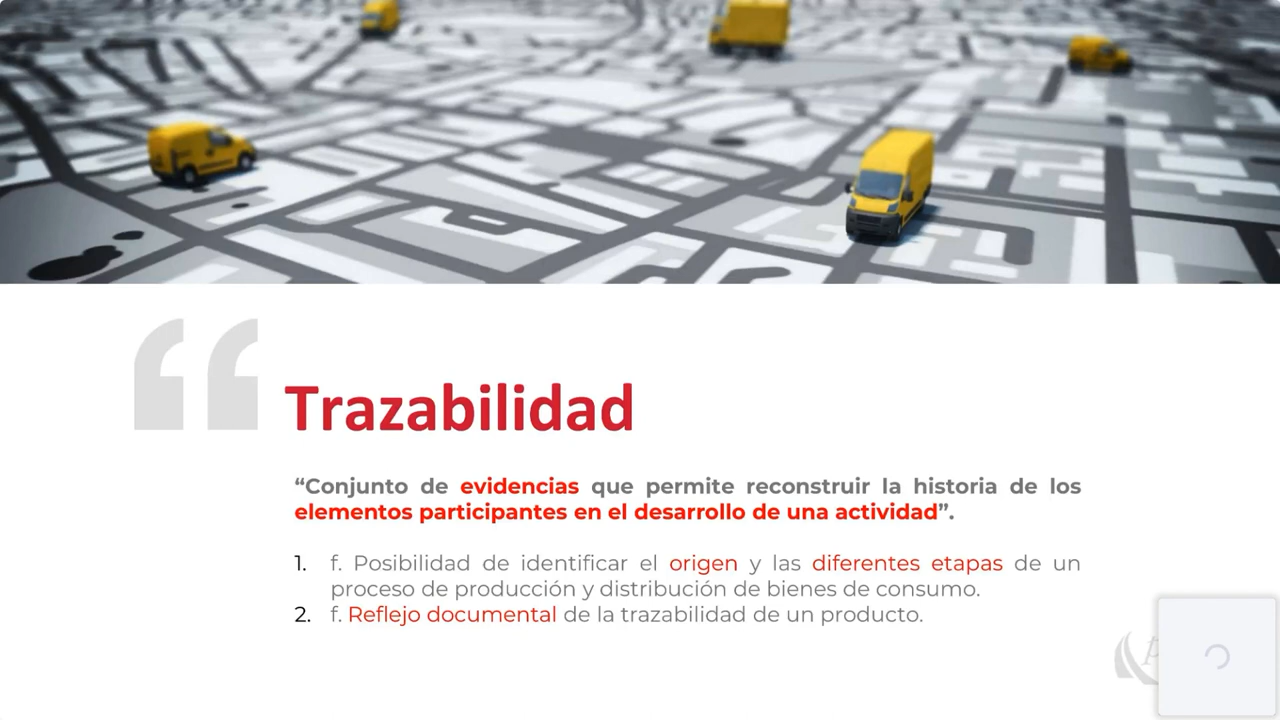 Trazabilidad
“Conjunto de evidencias que permite reconstruir la historia de los
elementos participantes en el desarrollo de una actividad”.
1. f. Posibilidad de identificar el origen y las diferentes etapas de un
proceso de producción y distribución de bienes de consumo.
2. f. Reflejo documental de la trazabilidad de un producto.